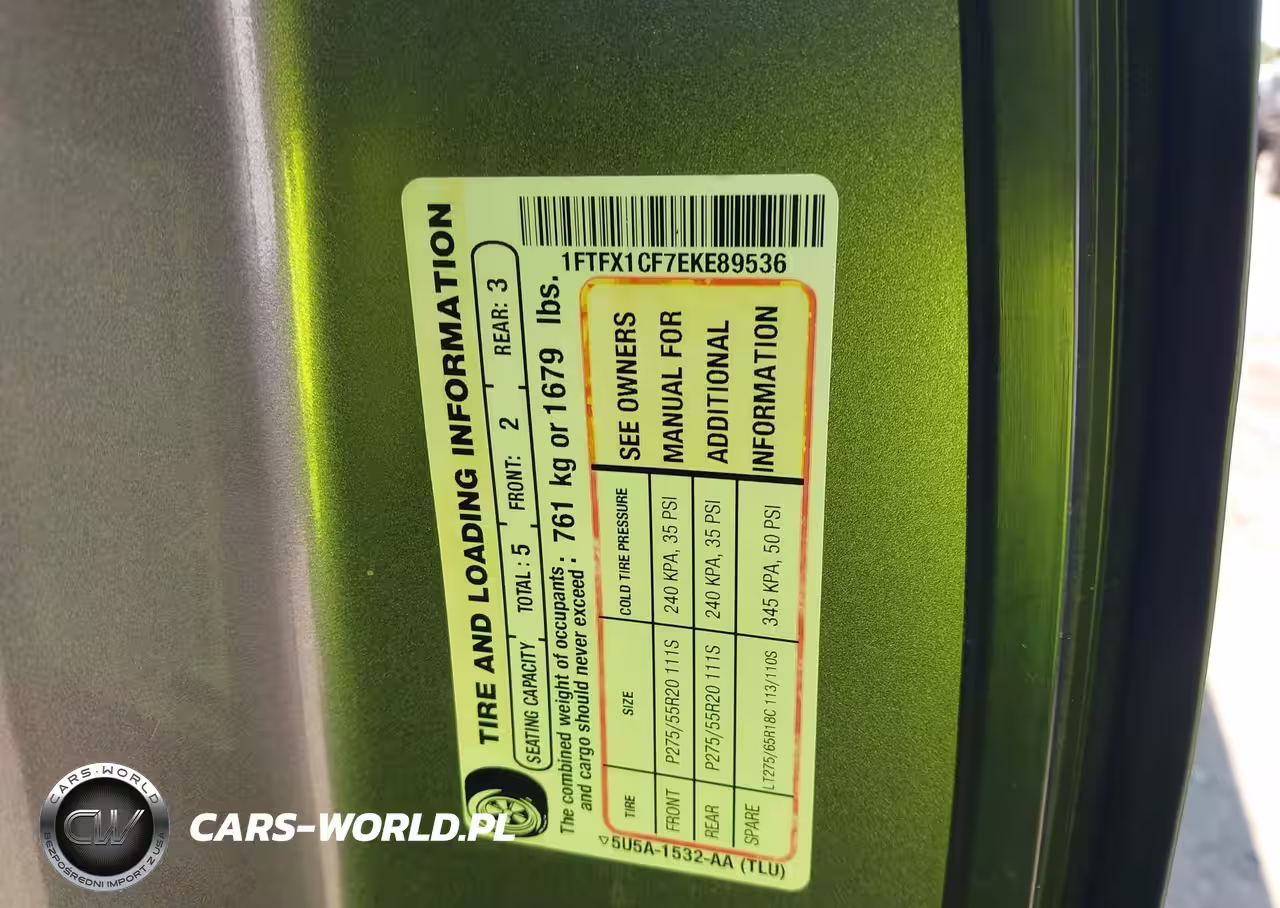 TIRE AND LOADING INFORMATION
SEATING CAPACITY TOTAL: 5 FRONT: 2 REAR: 3
The combined weight of occupants and cargo should never exceed: 761 kg or 1679 lbs.
1FTFX1CF7EKE89536
TIRE SIZE COLD TIRE PRESSURE
FRONT P275/55R20 111S 240 KPA, 35 PSI
REAR P275/55R20 111S 240 KPA, 35 PSI
SPARE LT275/65R18C 113/110S 345 KPA, 50 PSI
SEE OWNERS
MANUAL FOR
ADDITIONAL
INFORMATION
5U5A-1532-AA (TLU)
CARS-WORLD
CW
BEZPOŚREDNI IMPORT Z USA
CARS-WORLD.PL